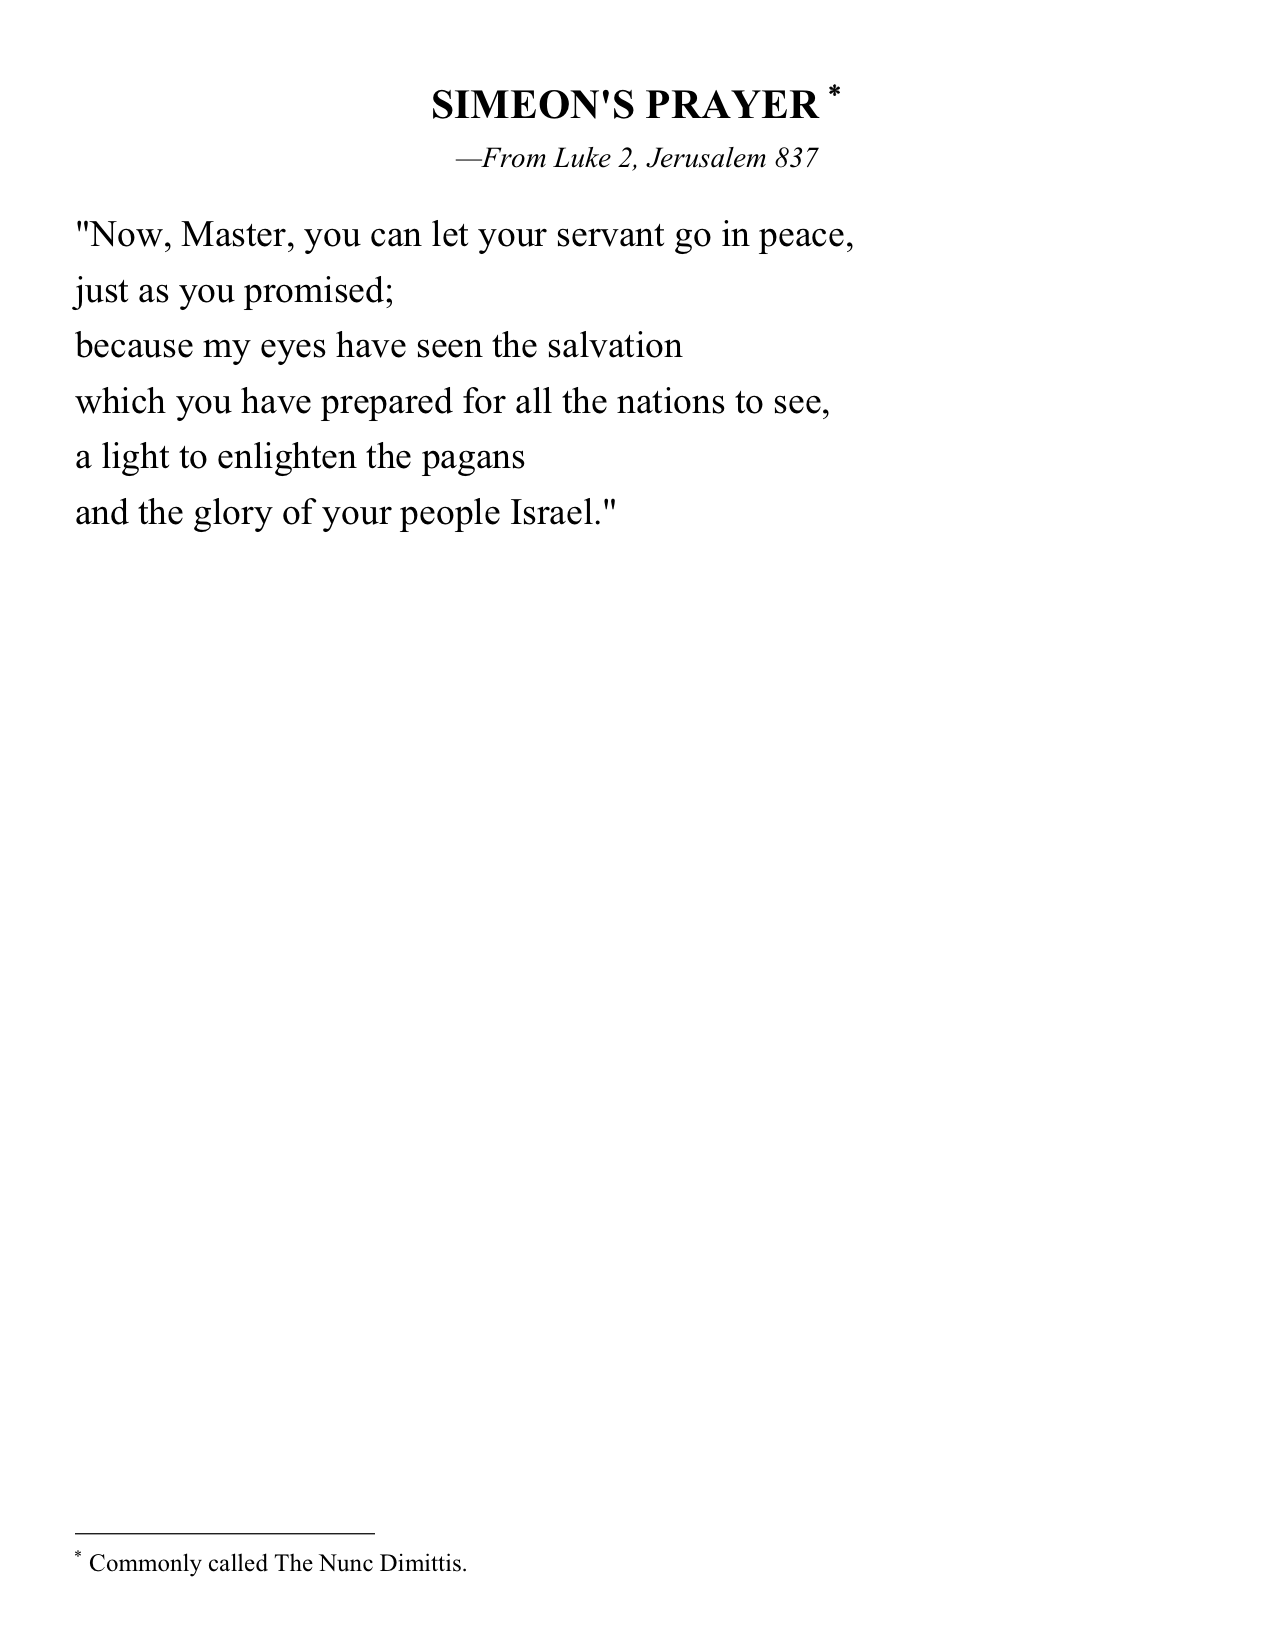 SIMEON'S PRAYER *
—From Luke 2, Jerusalem 837
"Now, Master, you can let your servant go in peace,
just as you promised;
because my eyes have seen the salvation
which you have prepared for all the nations to see,
a light to enlighten the pagans
and the glory of your people Israel."
* Commonly called The Nunc Dimittis.